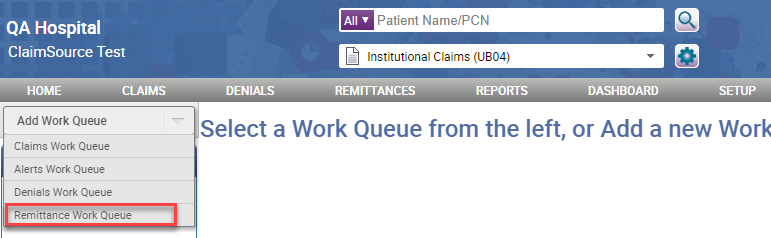 QA Hospital
ClaimSource Test
All Patient Name/PCN
Institutional Claims (UB04)
HOME CLAIMS DENIALS REMITTANCES REPORTS DASHBOARD SETUP
Add Work Queue
Select a Work Queue from the left, or Add a new Work
Claims Work Queue
Alerts Work Queue
Denials Work Queue
Remittance Work Queue